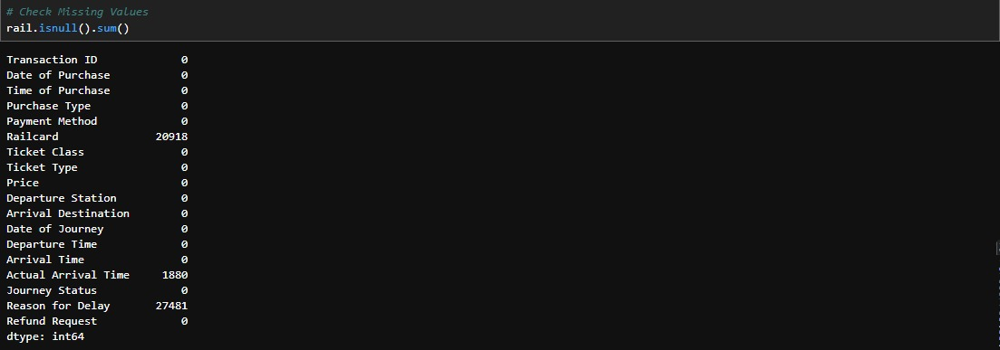 # Check Missing Values
rail.isnull().sum()
Transaction ID 0
Date of Purchase 0
Time of Purchase 0
Purchase Type 0
Payment Method 0
Railcard 20918
Ticket Class 0
Ticket Type 0
Price 0
Departure Station 0
Arrival Destination 0
Date of Journey 0
Departure Time 0
Arrival Time 0
Actual Arrival Time 1880
Journey Status 0
Reason for Delay 27481
Refund Request 0
dtype: int64